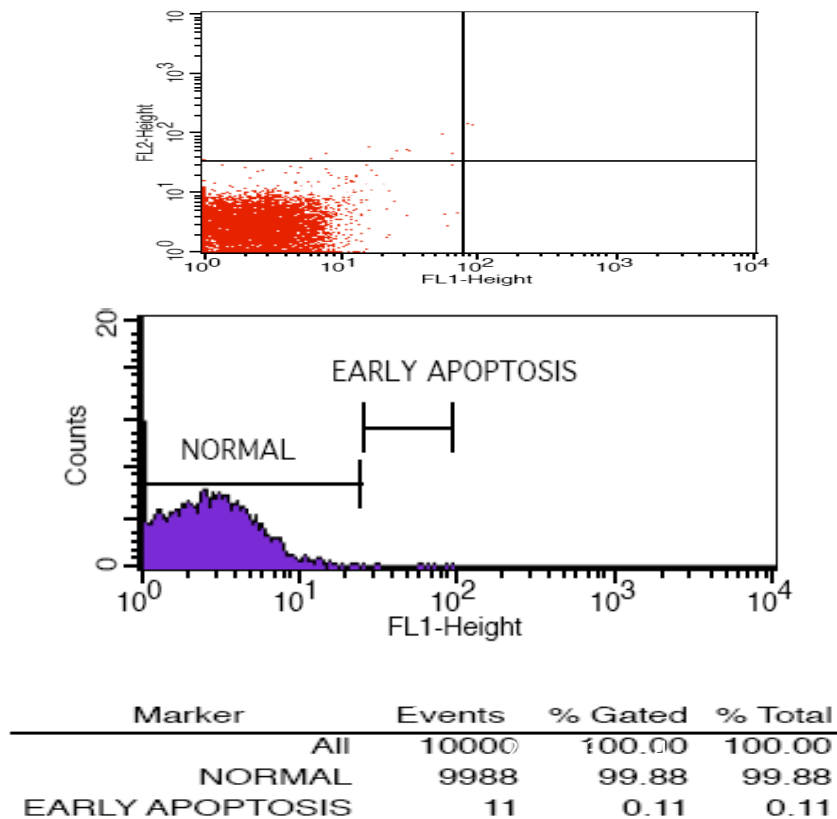 10
10³
10²
10¹
10⁰
FL2-Height
10⁰ 10¹ 10² 10³ 10⁴
FL1-Height
20
EARLY APOPTOSIS
NORMAL
Counts
0
10⁰ 10¹ 10² 10³ 10⁴
FL1-Height
Marker Events % Gated % Total
All 10000 100.00 100.00
NORMAL 9988 99.88 99.88
EARLY APOPTOSIS 11 0.11 0.11